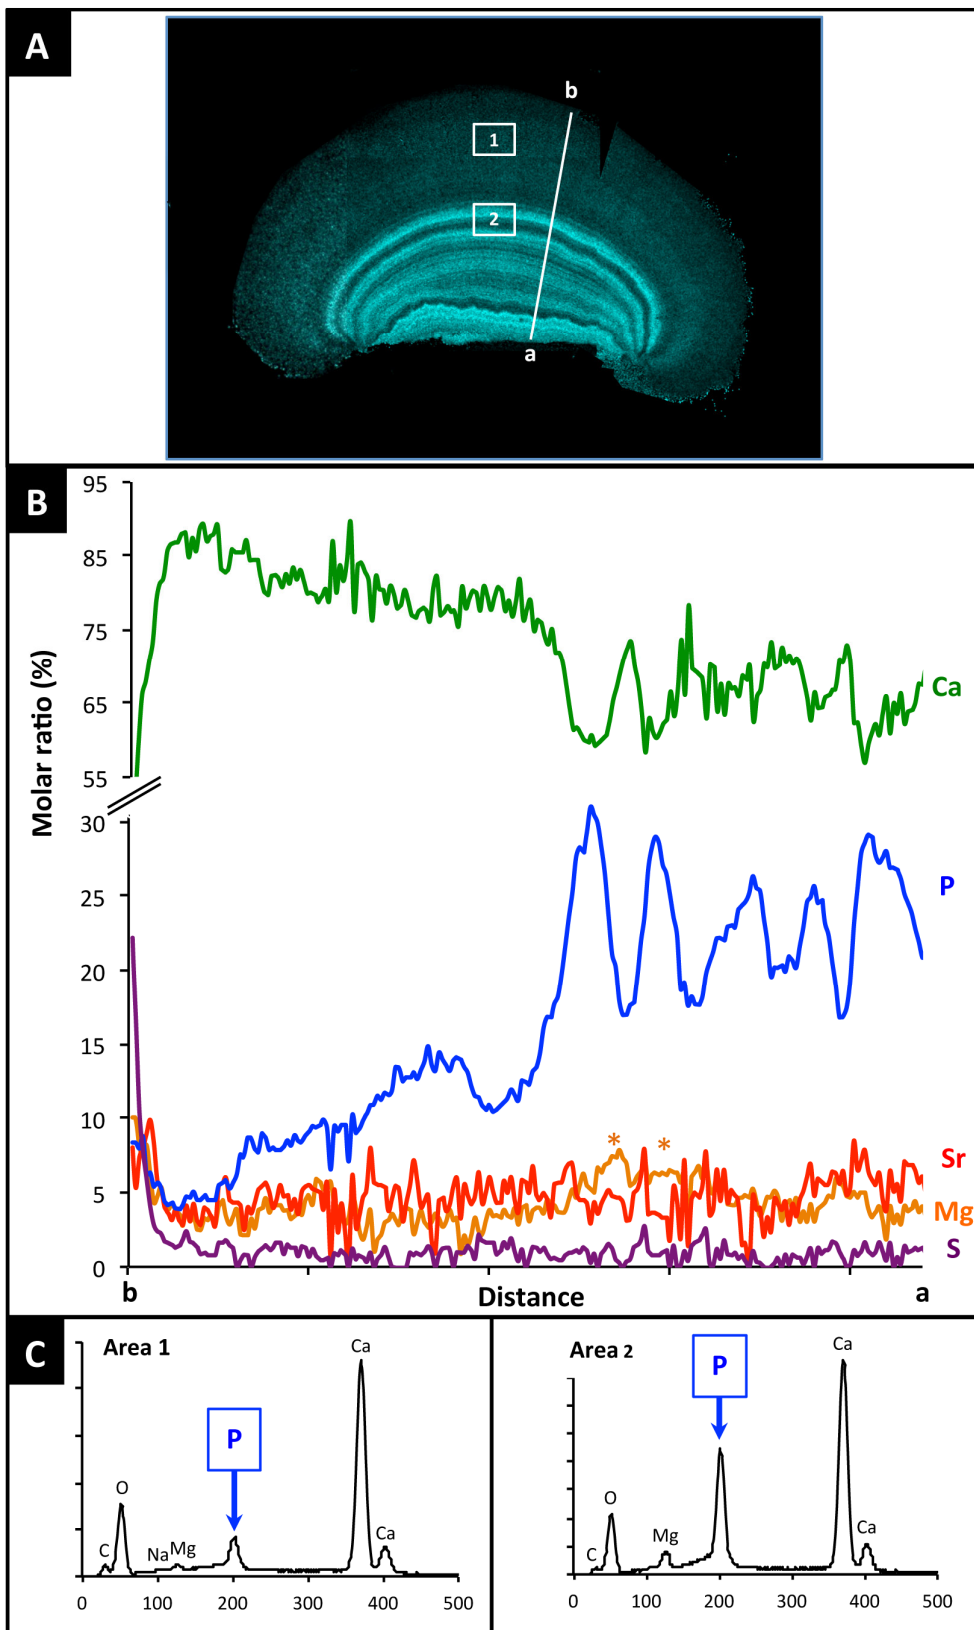 A
b
1
2
a
B
95
85
75
65
55
30
25
20
15
10
5
0
Molar ratio (%)
Ca
P
* *
Sr
Mg
S
b Distance a
C
Area 1
Ca
P
O
C
Na Mg
Ca
0 100 200 300 400 500
Area 2
Ca
P
O
C
Mg
Ca
0 100 200 300 400 500